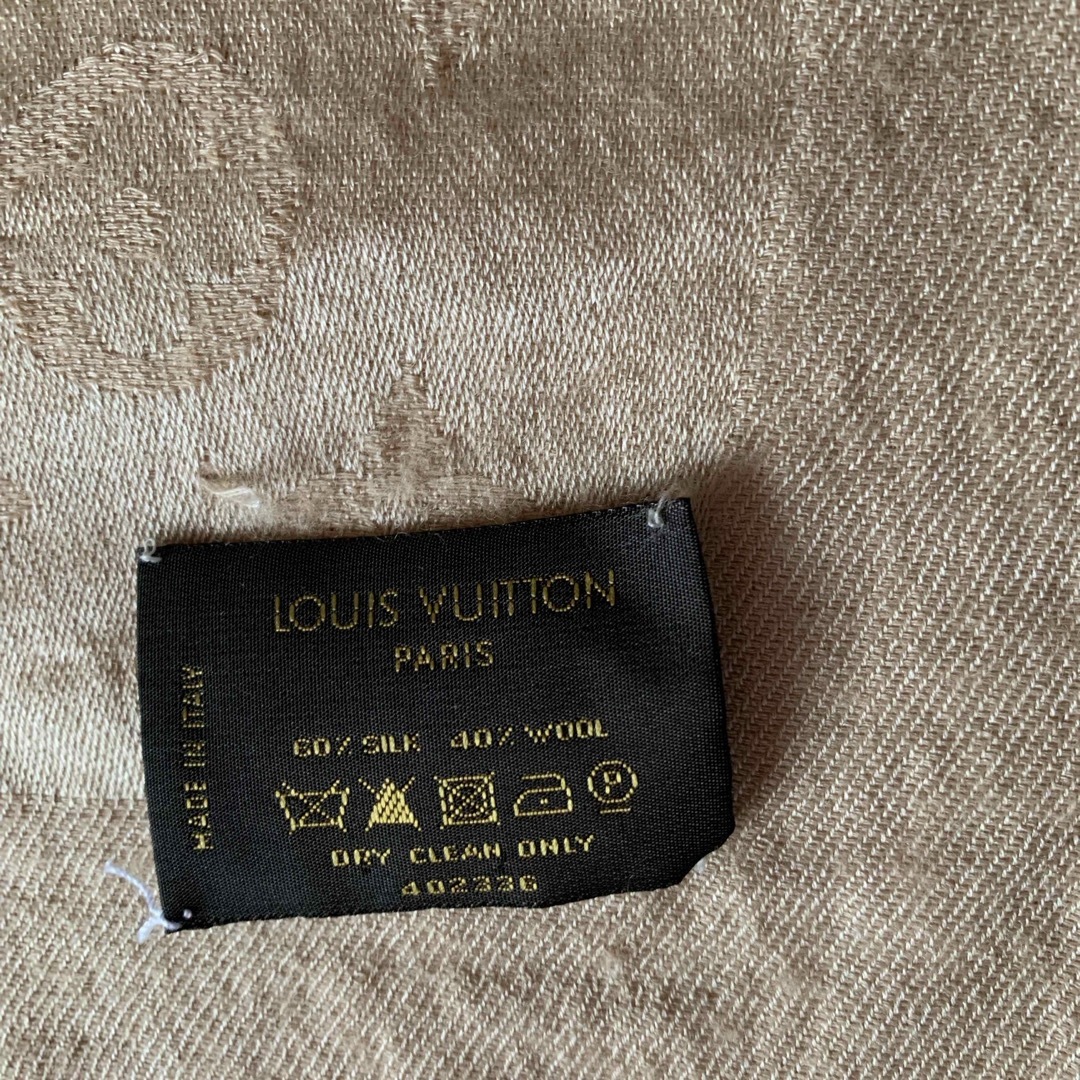 LOUIS VUITTON
PARIS
MADE IN ITALY
60% SILK 40% WOOL
P
DRY CLEAN ONLY
402336